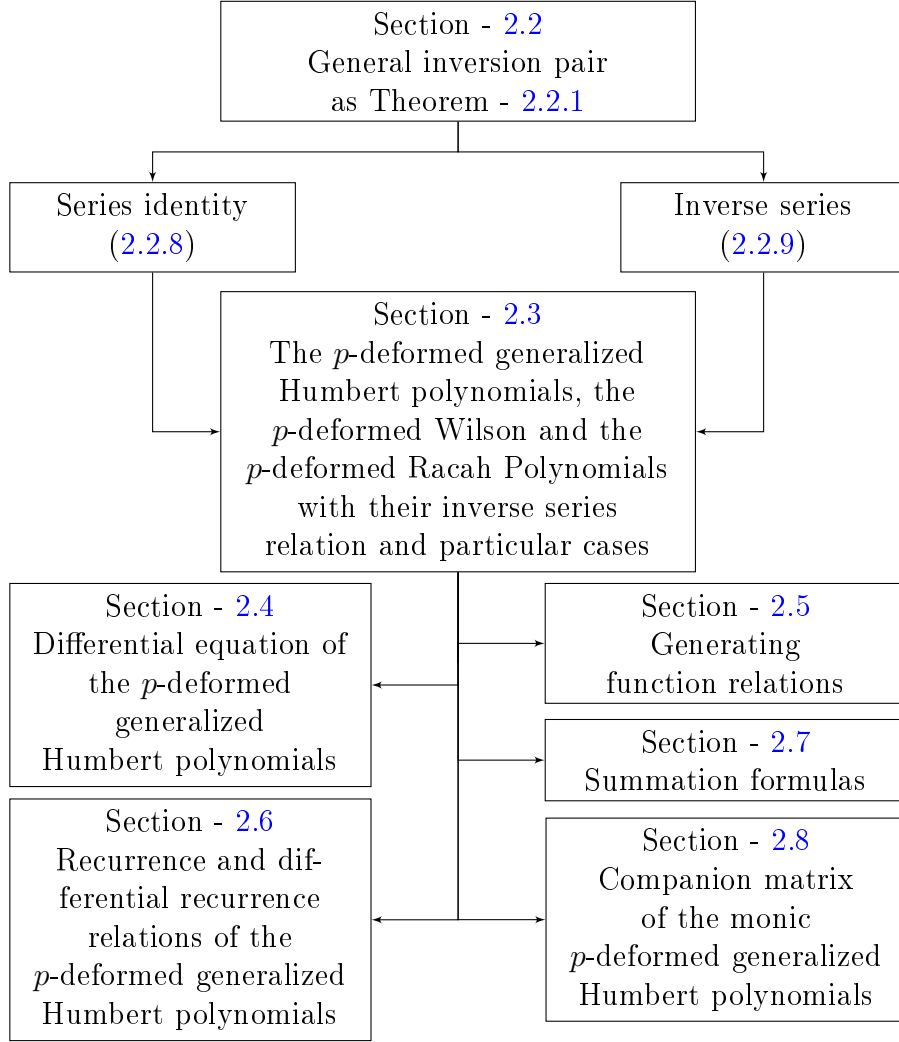 Section - 2.2
General inversion pair
as Theorem - 2.2.1
Series identity
(2.2.8)
Inverse series
(2.2.9)
Section - 2.3
The p-deformed generalized
Humbert polynomials, the
p-deformed Wilson and the
p-deformed Racah Polynomials
with their inverse series
relation and particular cases
Section - 2.4
Differential equation of
the p-deformed
generalized
Humbert polynomials
Section - 2.5
Generating
function relations
Section - 2.7
Summation formulas
Section - 2.6
Recurrence and dif-
ferential recurrence
relations of the
p-deformed generalized
Humbert polynomials
Section - 2.8
Companion matrix
of the monic
p-deformed generalized
Humbert polynomials